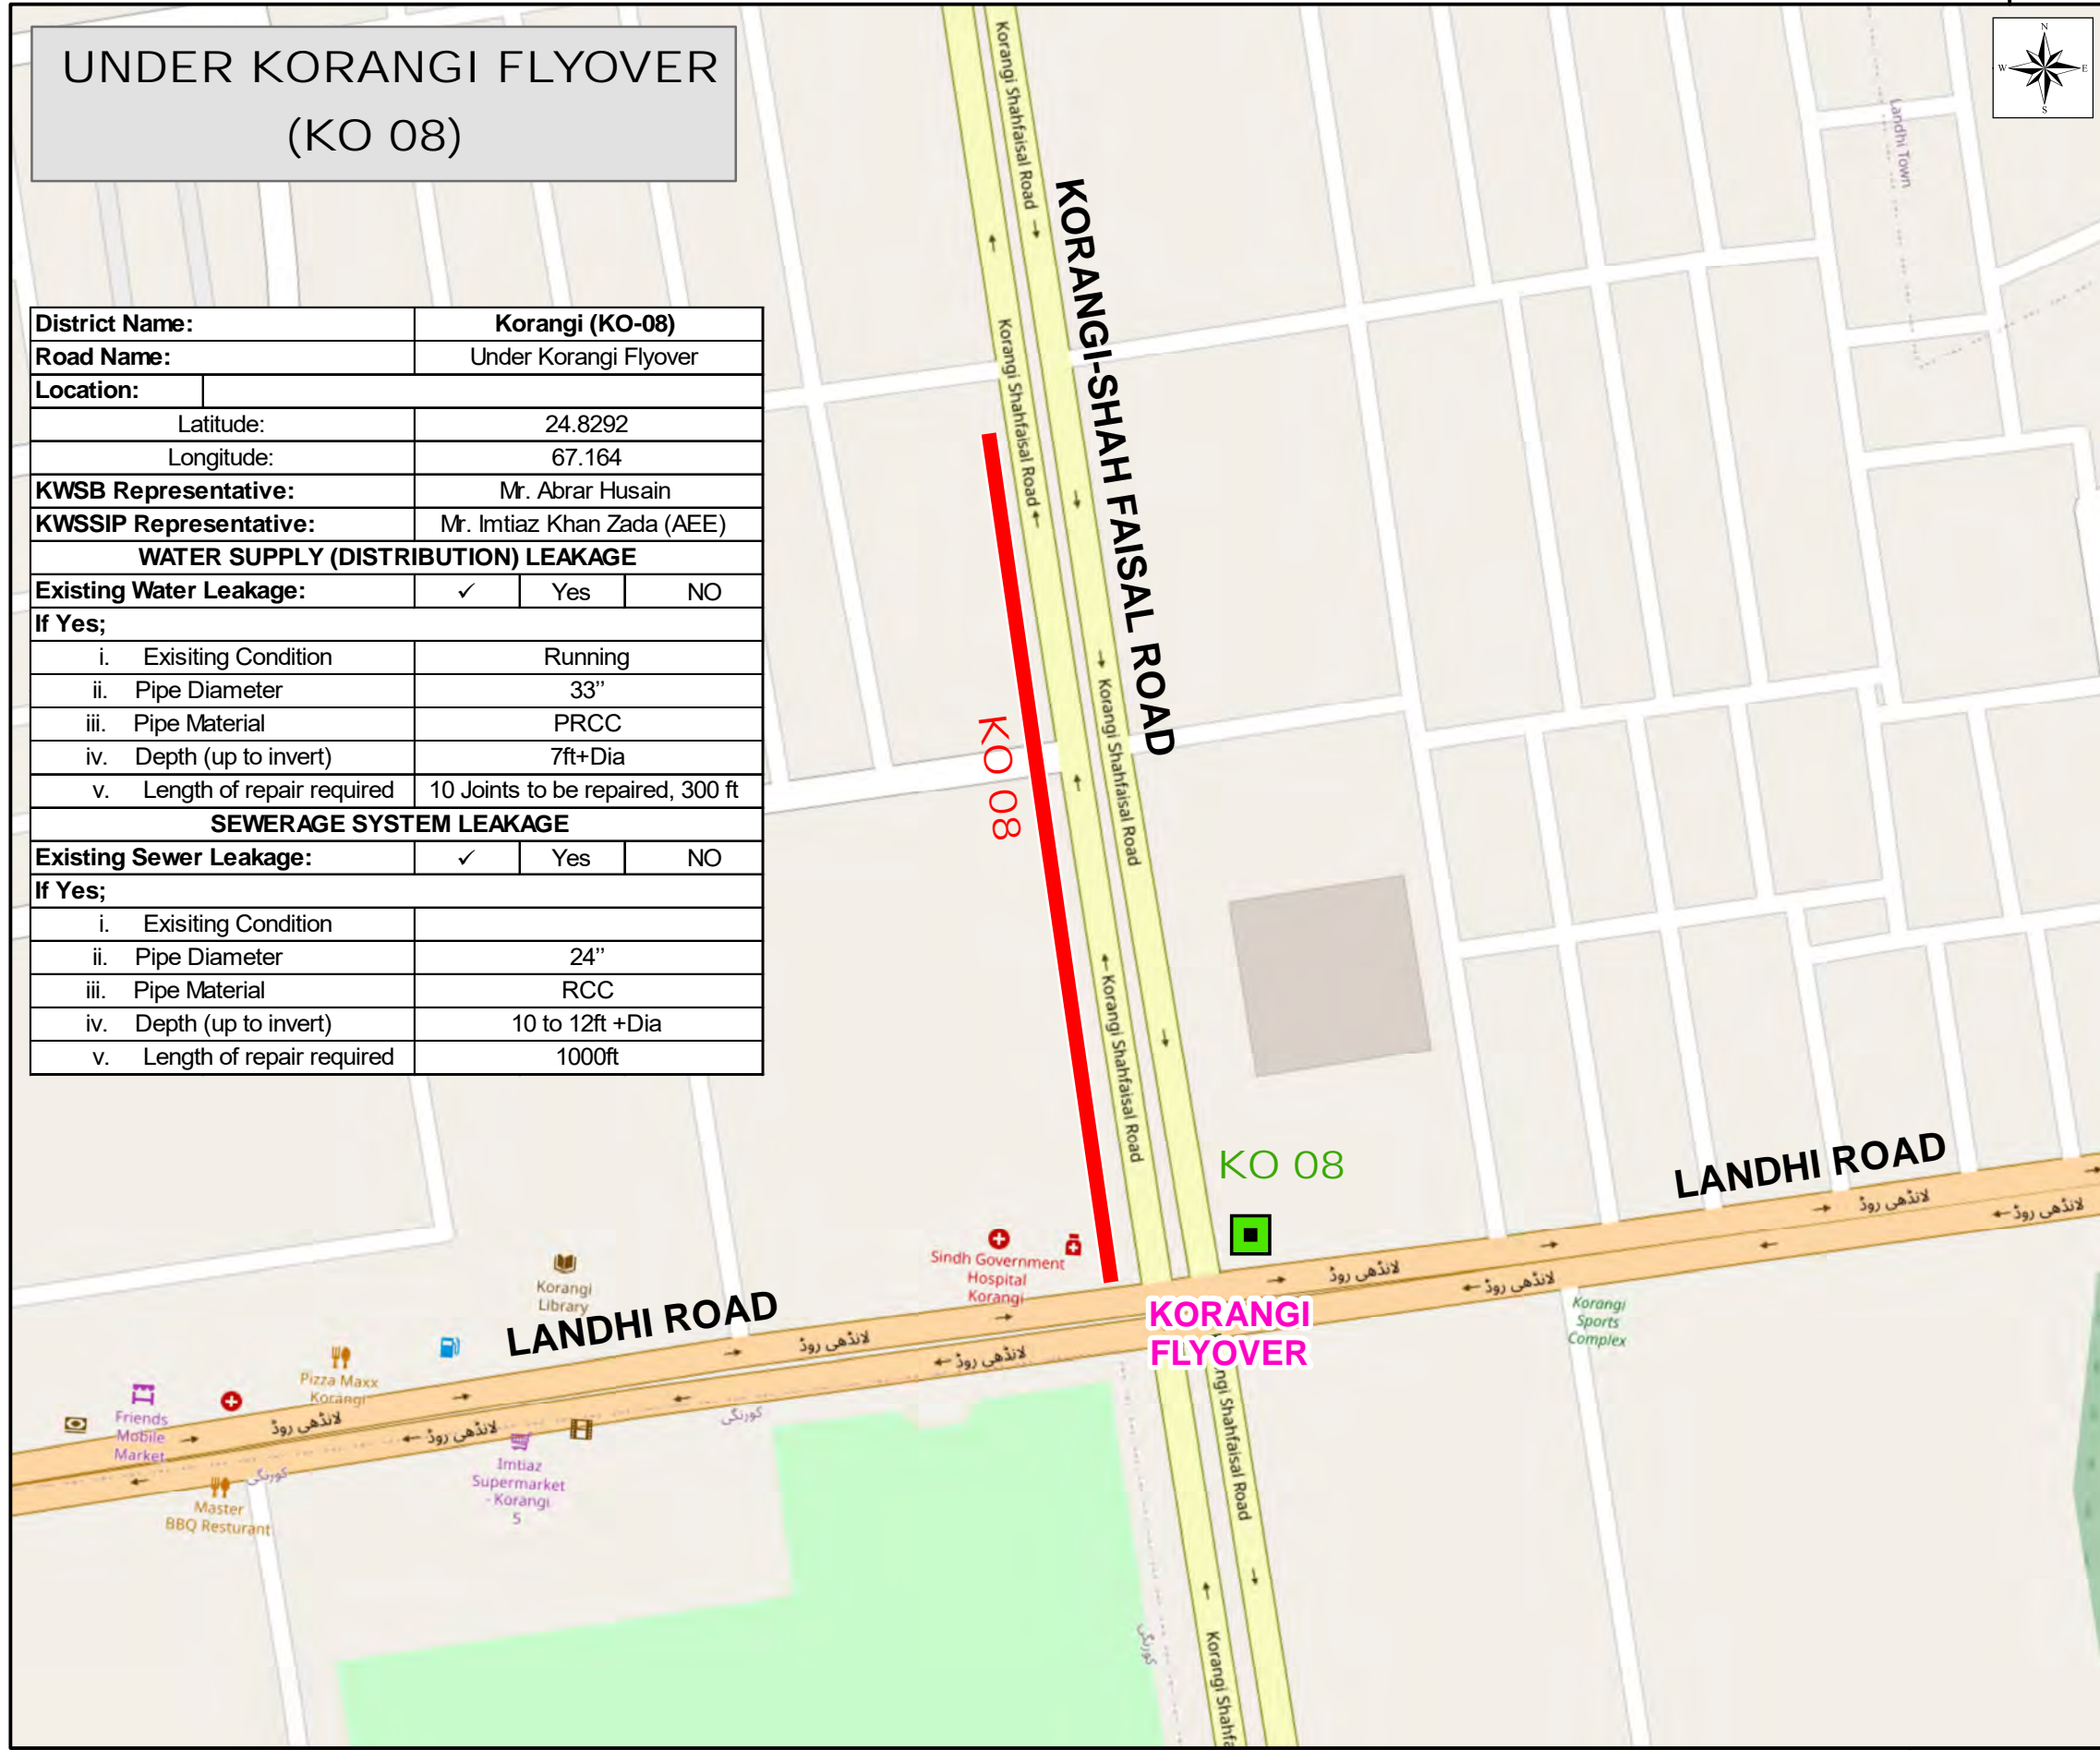 UNDER KORANGI FLYOVER
(KO 08)
N
W E
S
District Name: Korangi (KO-08)
Road Name: Under Korangi Flyover
Location:
Latitude: 24.8292
Longitude: 67.164
KWSB Representative: Mr. Abrar Husain
KWSSIP Representative: Mr. Imtiaz Khan Zada (AEE)
WATER SUPPLY (DISTRIBUTION) LEAKAGE
Existing Water Leakage: ✓ Yes NO
If Yes;
i. Exisiting Condition Running
ii. Pipe Diameter 33’’
iii. Pipe Material PRCC
iv. Depth (up to invert) 7ft+Dia
v. Length of repair required 10 Joints to be repaired, 300 ft
SEWERAGE SYSTEM LEAKAGE
Existing Sewer Leakage: ✓ Yes NO
If Yes;
i. Exisiting Condition
ii. Pipe Diameter 24’’
iii. Pipe Material RCC
iv. Depth (up to invert) 10 to 12ft +Dia
v. Length of repair required 1000ft
Korangi Shahfaisal Road
Landhi Town
KORANGI-SHAH FAISAL ROAD
Korangi Shahfaisal Road
KO 08
Korangi Shahfaisal Road
Korangi Shahfaisal Road
KO 08
LANDHI ROAD
لانڈھی روڈ
لانڈھی روڈ
Sindh Government
Hospital
Korangi
لانڈھی روڈ
لانڈھی روڈ
Korangi
Library
LANDHI ROAD
KORANGI
FLYOVER
Korangi
Sports
Complex
لانڈھی روڈ
لانڈھی روڈ
Pizza Maxx
Korangi
Friends
Mobile
Market
لانڈھی روڈ
لانڈھی روڈ
کورنگی
کورنگی
Imtiaz
Supermarket
- Korangi
5
Master
BBQ Resturant
ngi Shahfaisal Road
کورنگی
Korangi Shahfa